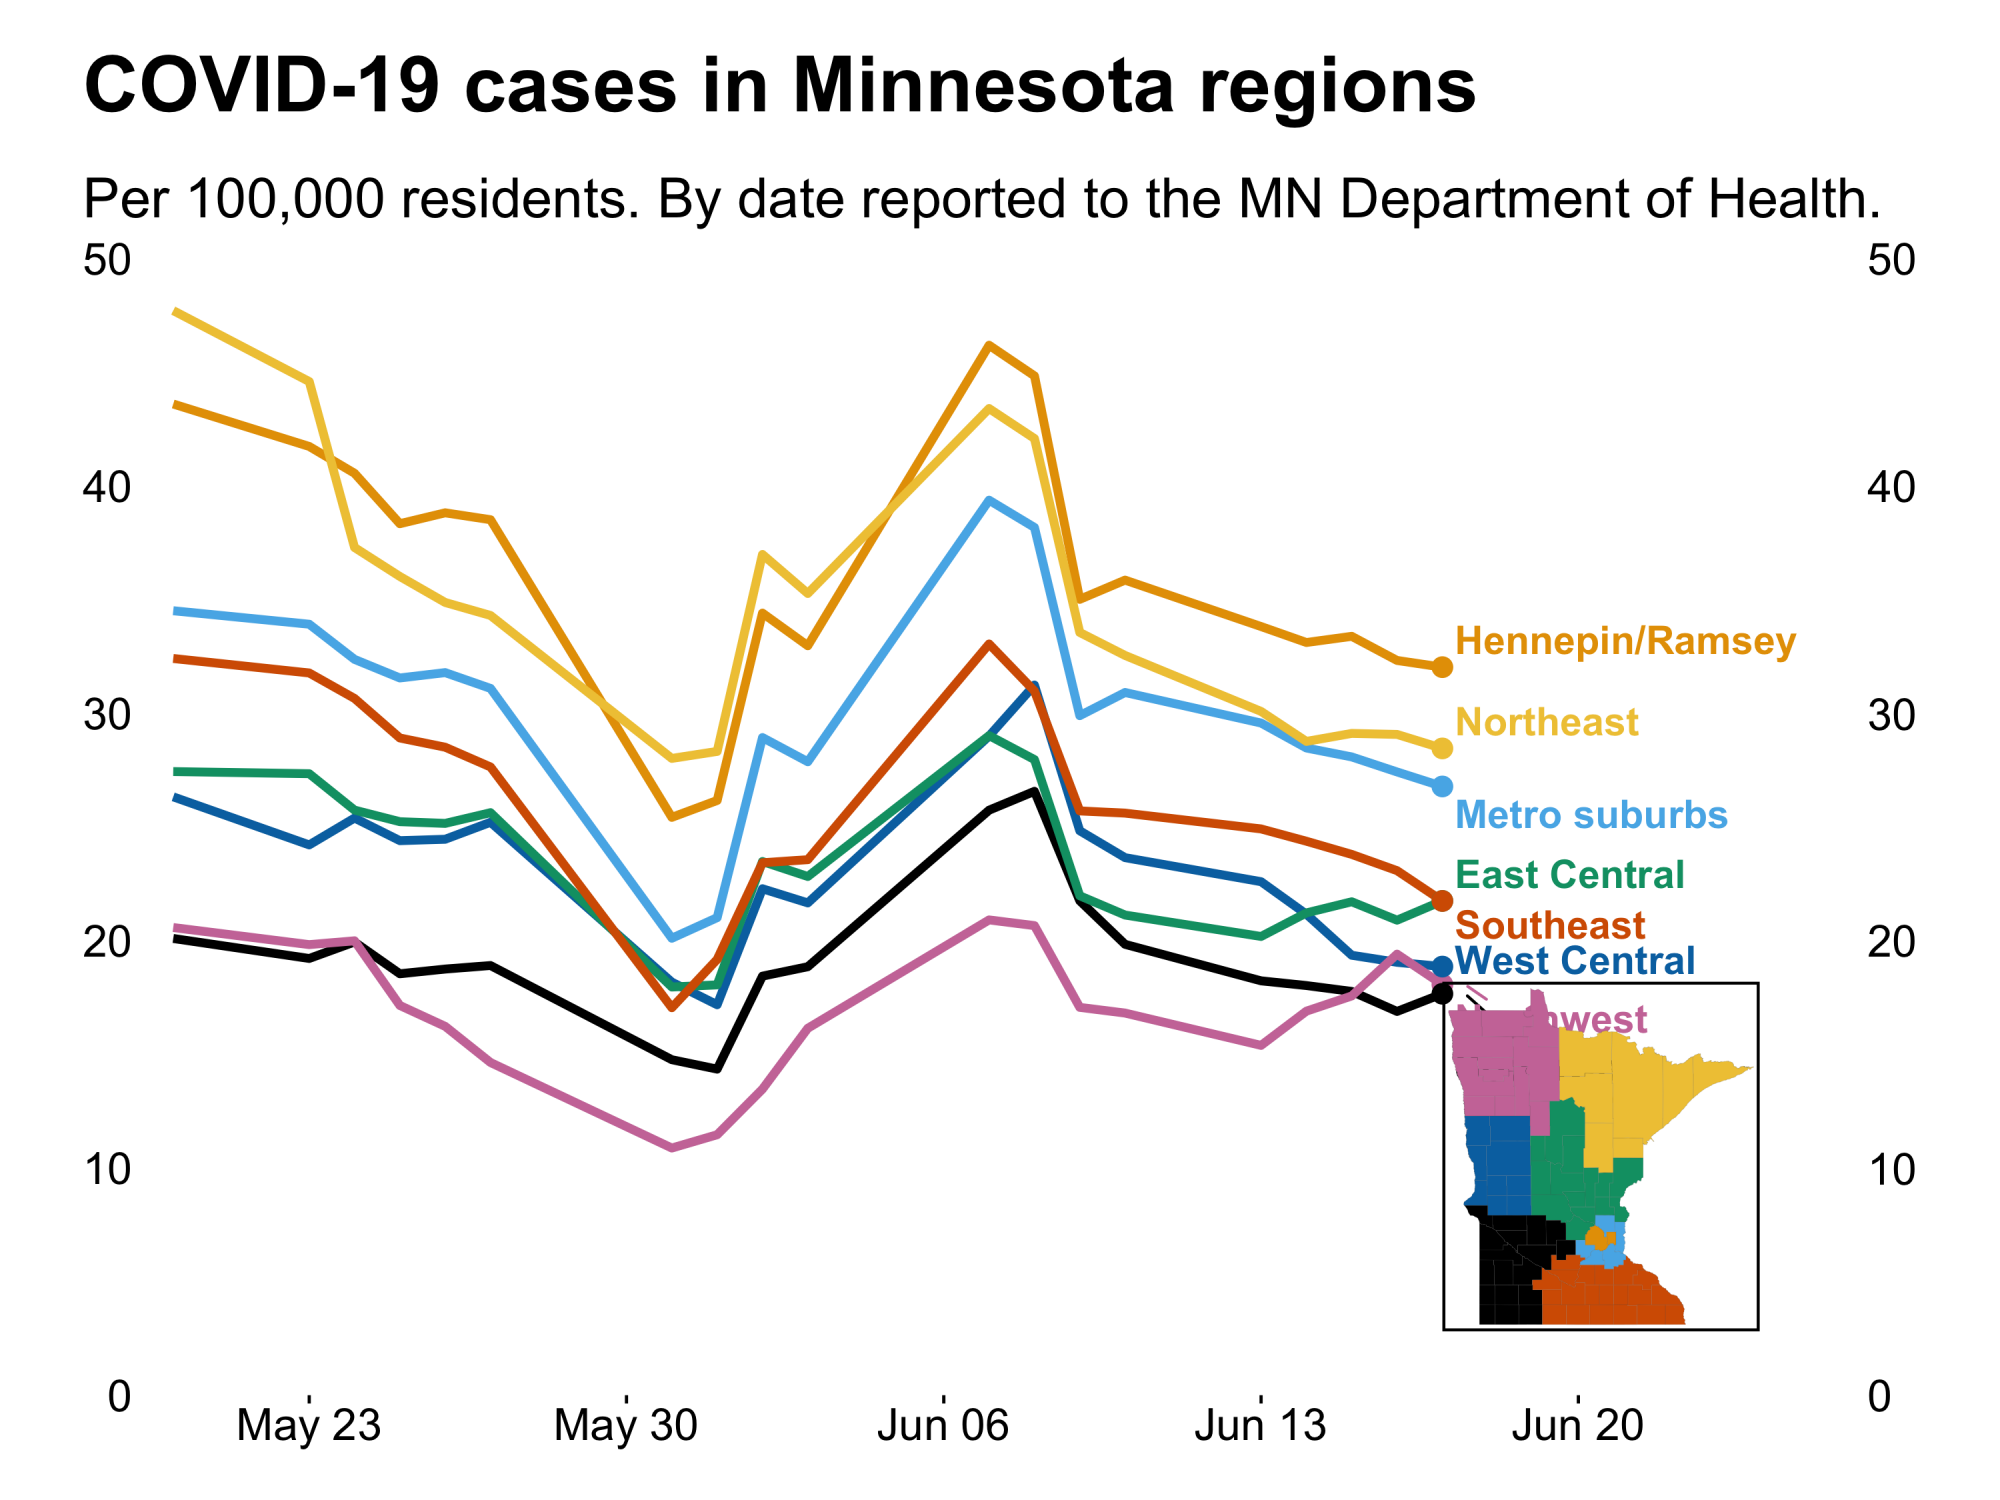 COVID-19 cases in Minnesota regions
Per 100,000 residents. By date reported to the MN Department of Health.
50 50
40 40
Hennepin/Ramsey
30 Northeast 30
Metro suburbs
East Central
Southeast
20 West Central 20
10 10
0 0
May 23 May 30 Jun 06 Jun 13 Jun 20